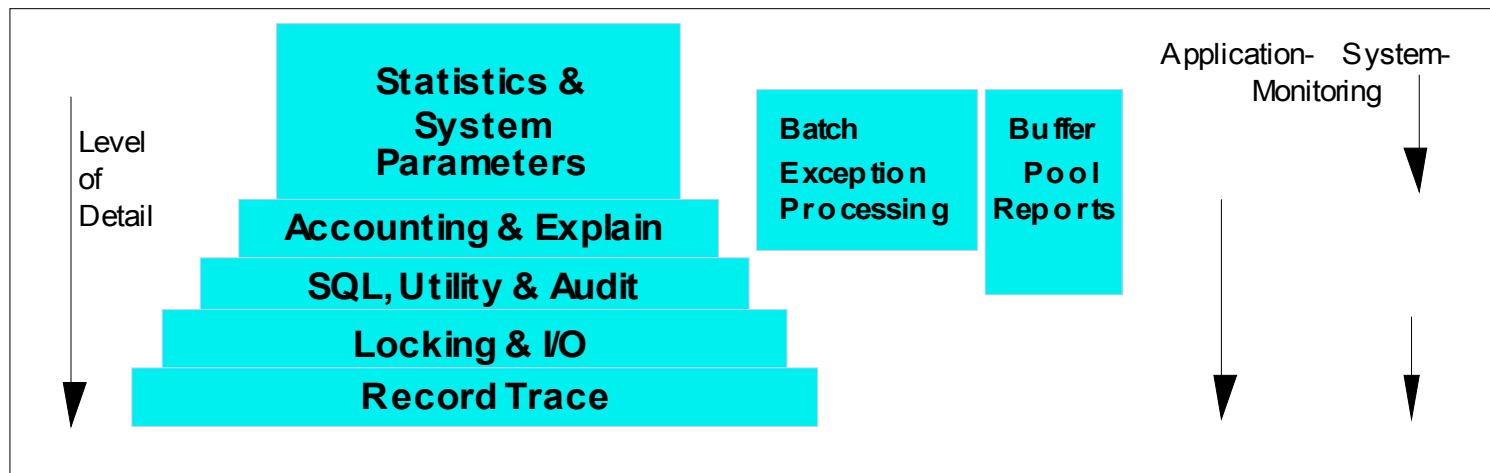 Level
of
Detail
Statistics &
System
Parameters
Accounting & Explain
SQL, Utility & Audit
Locking & I/O
Record Trace
Batch
Exception
Processing
Buffer
Pool
Reports
Application- System-
Monitoring